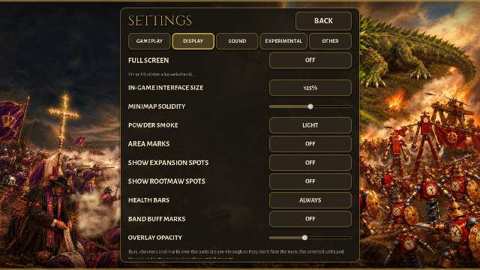 SETTINGS
BACK
GAMEPLAY
DISPLAY
SOUND
EXPERIMENTAL
OTHER
FULL SCREEN
OFF
IN-GAME INTERFACE SIZE
125%
MINIMAP SOLIDITY
POWDER SMOKE
LIGHT
AREA MARKS
OFF
SHOW EXPANSION SPOTS
OFF
SHOW ROOTMAW SPOTS
OFF
HEALTH BARS
ALWAYS
BAND BUFF MARKS
OFF
OVERLAY OPACITY